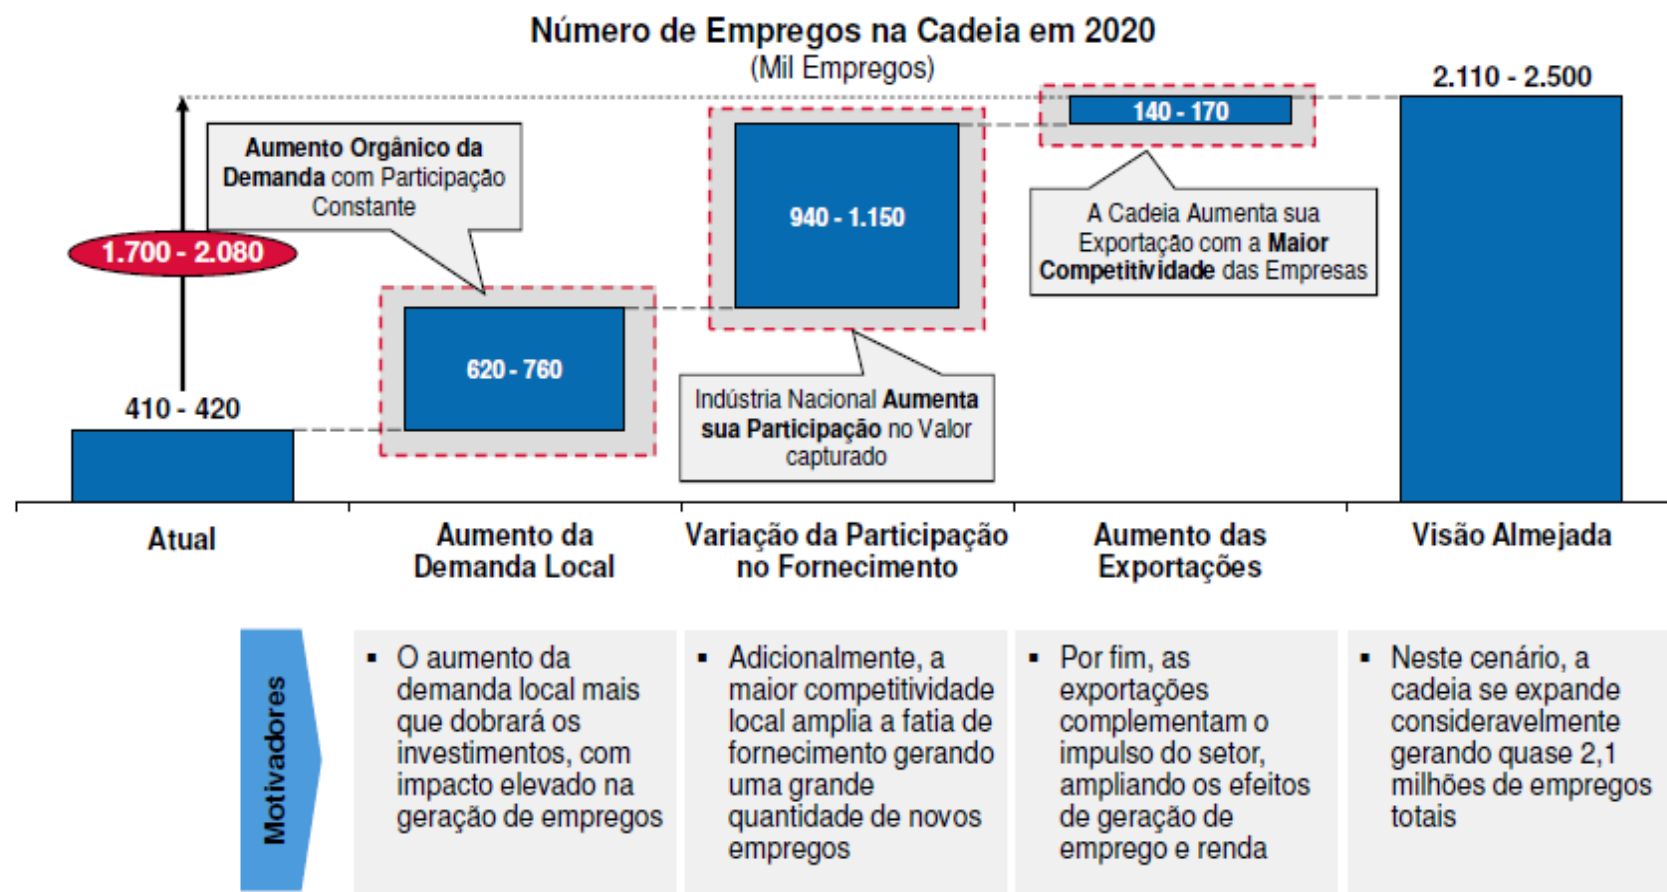 Número de Empregos na Cadeia em 2020
(Mil Empregos)
2.110 - 2.500
140 - 170
Aumento Orgânico da
Demanda com Participação
Constante
940 - 1.150
A Cadeia Aumenta sua
Exportação com a Maior
Competitividade das Empresas
1.700 - 2.080
620 - 760
410 - 420
Indústria Nacional Aumenta
sua Participação no Valor
capturado
Atual
Aumento da
Demanda Local
Variação da Participação
no Fornecimento
Aumento das
Exportações
Visão Almejada
Motivadores
▪ O aumento da
demanda local mais
que dobrará os
investimentos, com
impacto elevado na
geração de empregos
▪ Adicionalmente, a
maior competitividade
local amplia a fatia de
fornecimento gerando
uma grande
quantidade de novos
empregos
▪ Por fim, as
exportações
complementam o
impulso do setor,
ampliando os efeitos
de geração de
emprego e renda
▪ Neste cenário, a
cadeia se expande
consideravelmente
gerando quase 2,1
milhões de empregos
totais